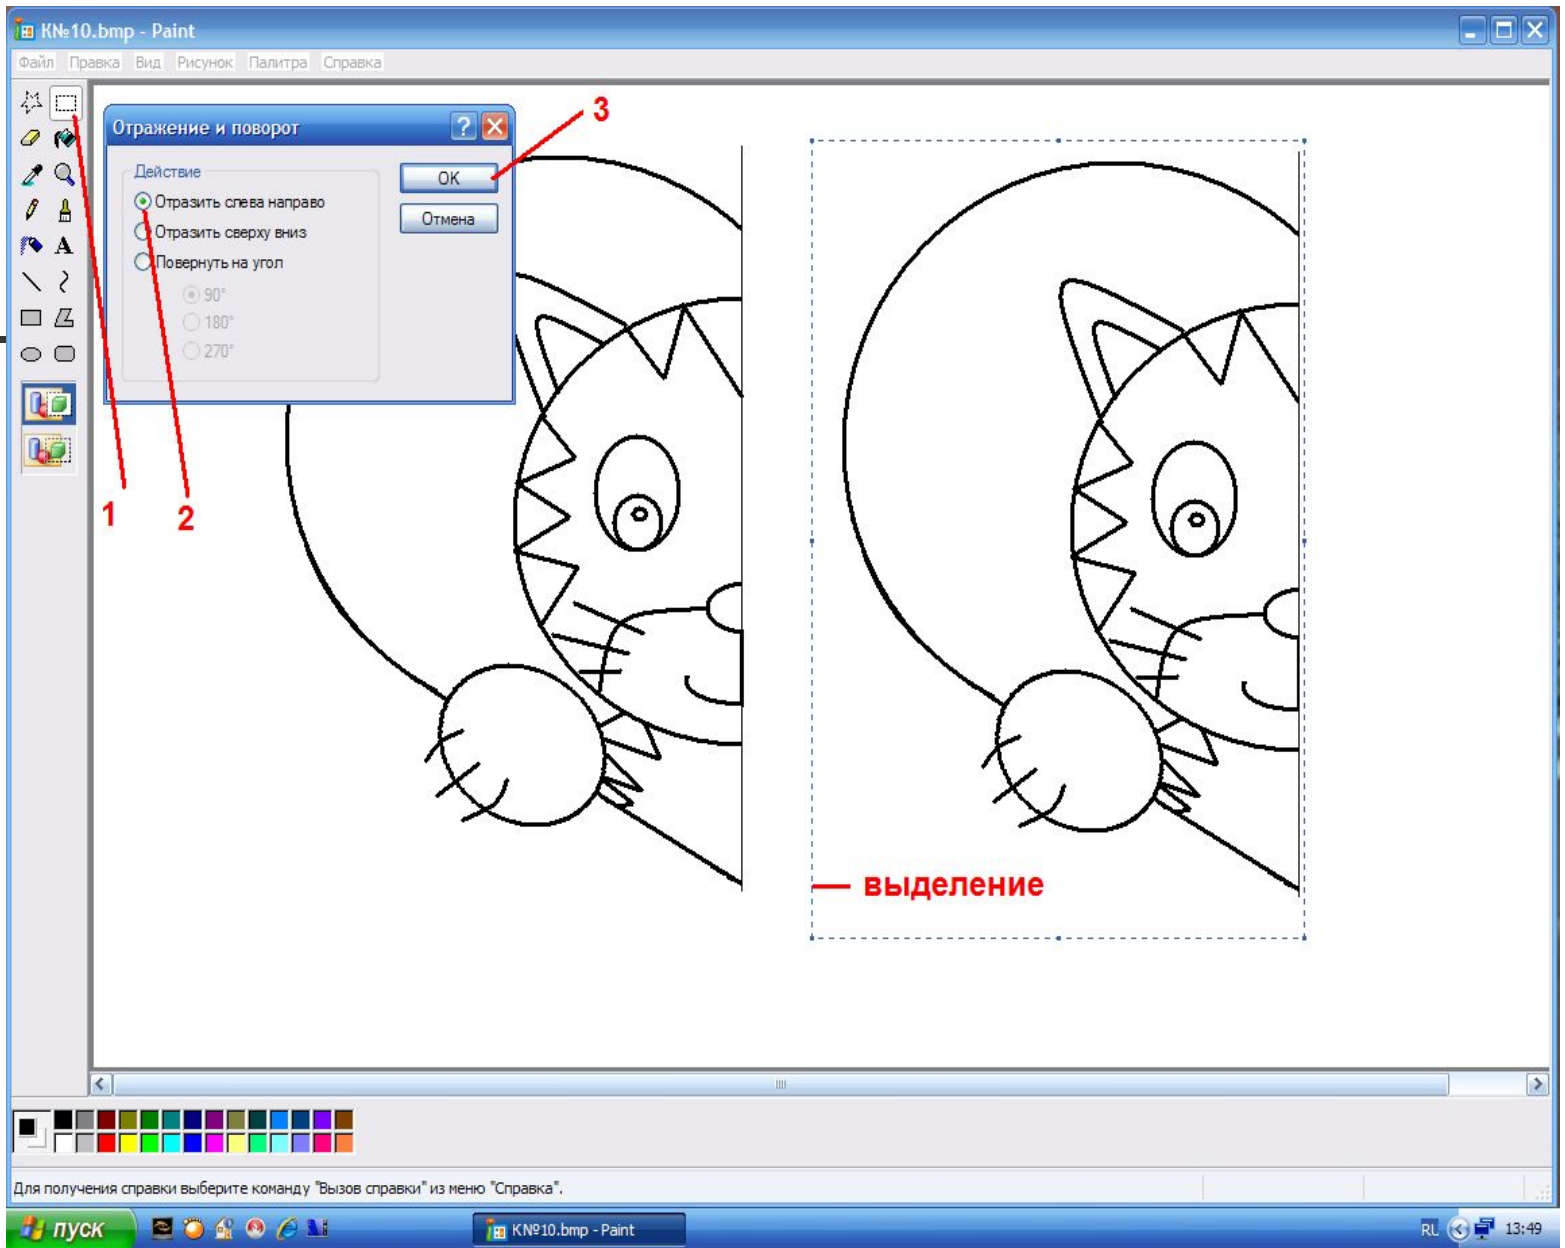 K№10.bmp - Paint
Файл Правка Вид Рисунок Палитра Справка
Отражение и поворот
3
Действие
OK
Отразить слева направо
Отмена
Отразить сверху вниз
Повернуть на угол
90°
180°
270°
1
2
выделение
Для получения справки выберите команду "Вызов справки" из меню "Справка".
пуск
K№10.bmp - Paint
RL
13:49